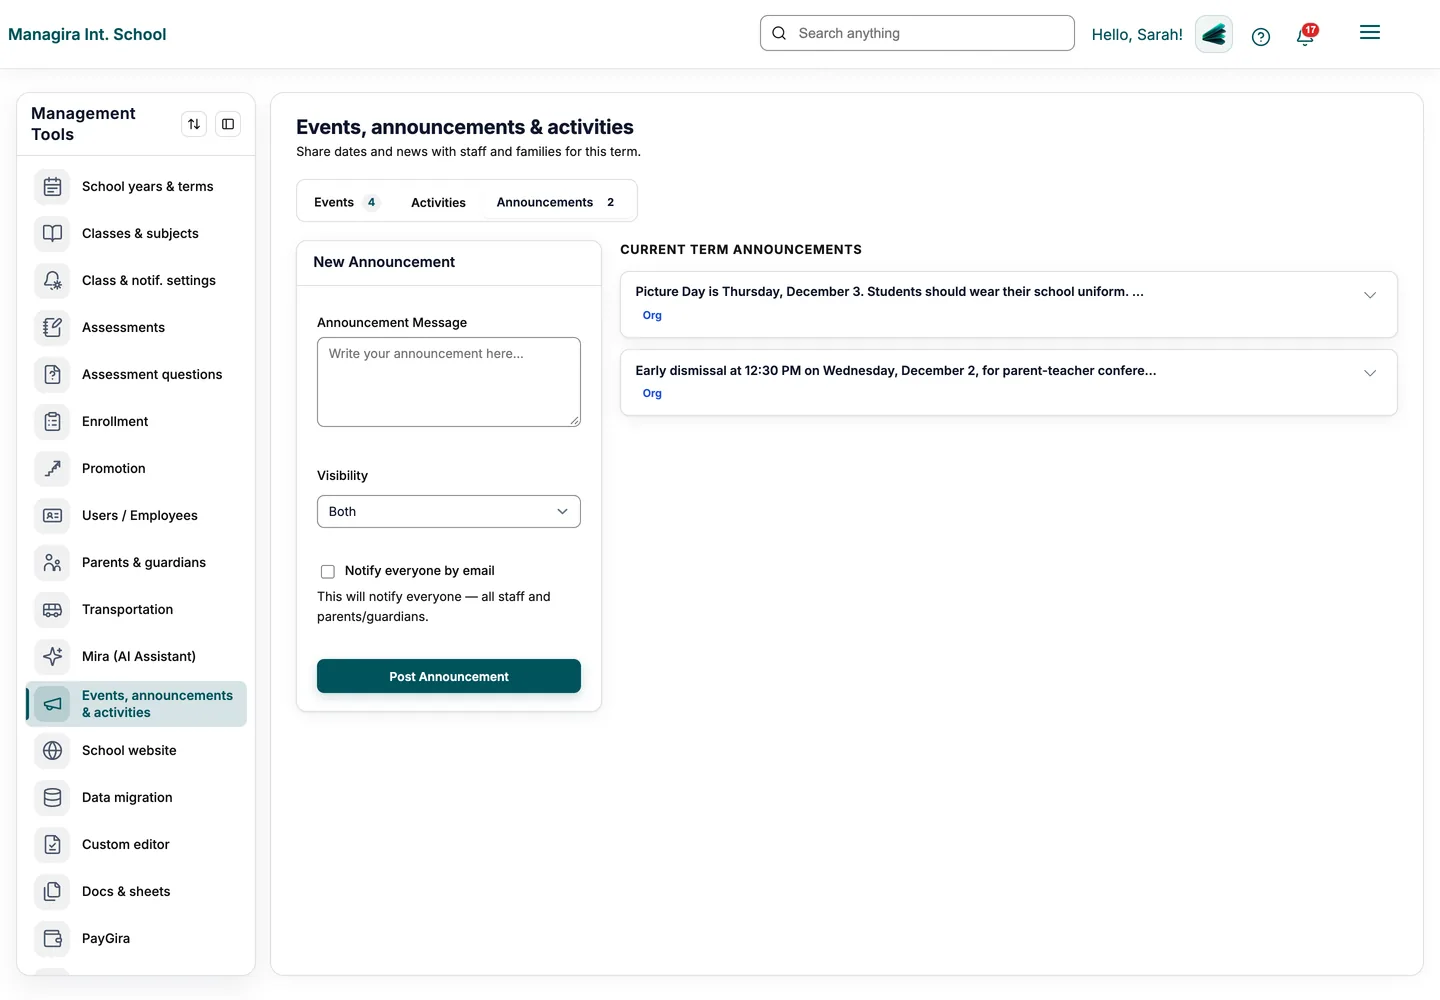 Managira Int. School
Search anything
Hello, Sarah!
17
Management
Tools
School years & terms
Classes & subjects
Class & notif. settings
Assessments
Assessment questions
Enrollment
Promotion
Users / Employees
Parents & guardians
Transportation
Mira (AI Assistant)
Events, announcements
& activities
School website
Data migration
Custom editor
Docs & sheets
PayGira
Events, announcements & activities
Share dates and news with staff and families for this term.
Events 4 Activities Announcements 2
New Announcement
Announcement Message
Write your announcement here...
Visibility
Both
Notify everyone by email
This will notify everyone — all staff and
parents/guardians.
Post Announcement
CURRENT TERM ANNOUNCEMENTS
Picture Day is Thursday, December 3. Students should wear their school uniform. ...
Org
Early dismissal at 12:30 PM on Wednesday, December 2, for parent-teacher confere...
Org